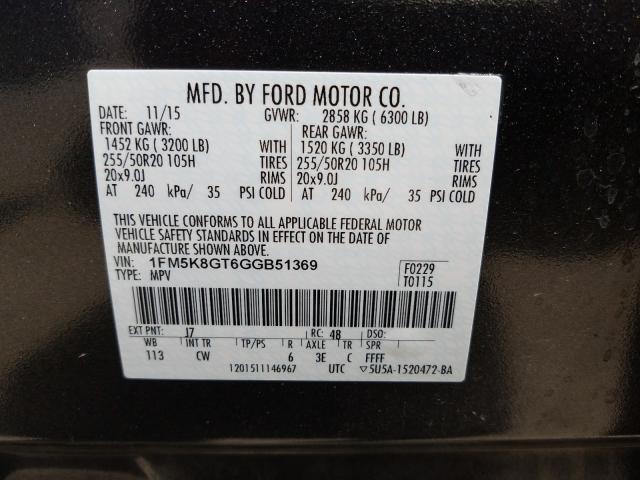 MFD. BY FORD MOTOR CO.
DATE: 11/15 GVWR: 2858 KG ( 6300 LB)
FRONT GAWR: REAR GAWR:
1452 KG ( 3200 LB) WITH 1520 KG ( 3350 LB) WITH
255/50R20 105H TIRES 255/50R20 105H TIRES
20x9.0J RIMS 20x9.0J RIMS
AT 240 kPa/ 35 PSI COLD AT 240 kPa/ 35 PSI COLD
THIS VEHICLE CONFORMS TO ALL APPLICABLE FEDERAL MOTOR
VEHICLE SAFETY STANDARDS IN EFFECT ON THE DATE OF
MANUFACTURE SHOWN ABOVE.
VIN: 1FM5K8GT6GGB51369 F0229
TYPE: MPV T0115
EXT PNT: J7 RC: 48 DSO:
WB INT TR TP/PS R AXLE TR SPR
113 CW 6 3E C FFFF
1201511146967 UTC ▽5U5A-1520472-BA